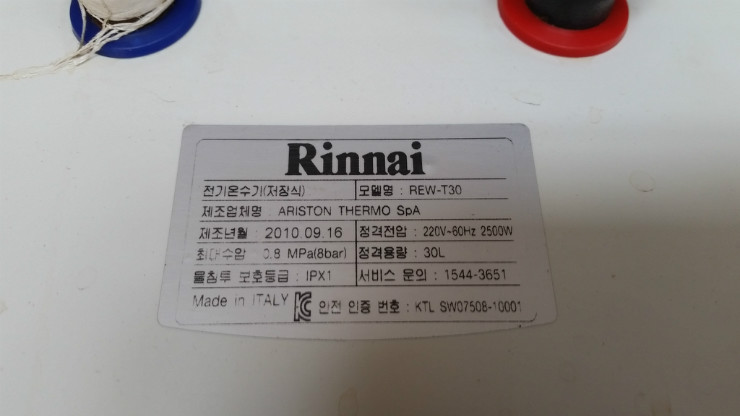 Rinnai
전기온수기(저장식) 모델명 : REW-T30
제조업체명 : ARISTON THERMO SpA
제조년월 : 2010.09.16 정격전압 : 220V~60Hz 2500W
최대수압 : 0.8 MPa(8bar) 정격용량 : 30L
물침투 보호등급 : IPX1 서비스 문의 : 1544-3651
Made in ITALY 안전 인증 번호 : KTL SW07508-10001